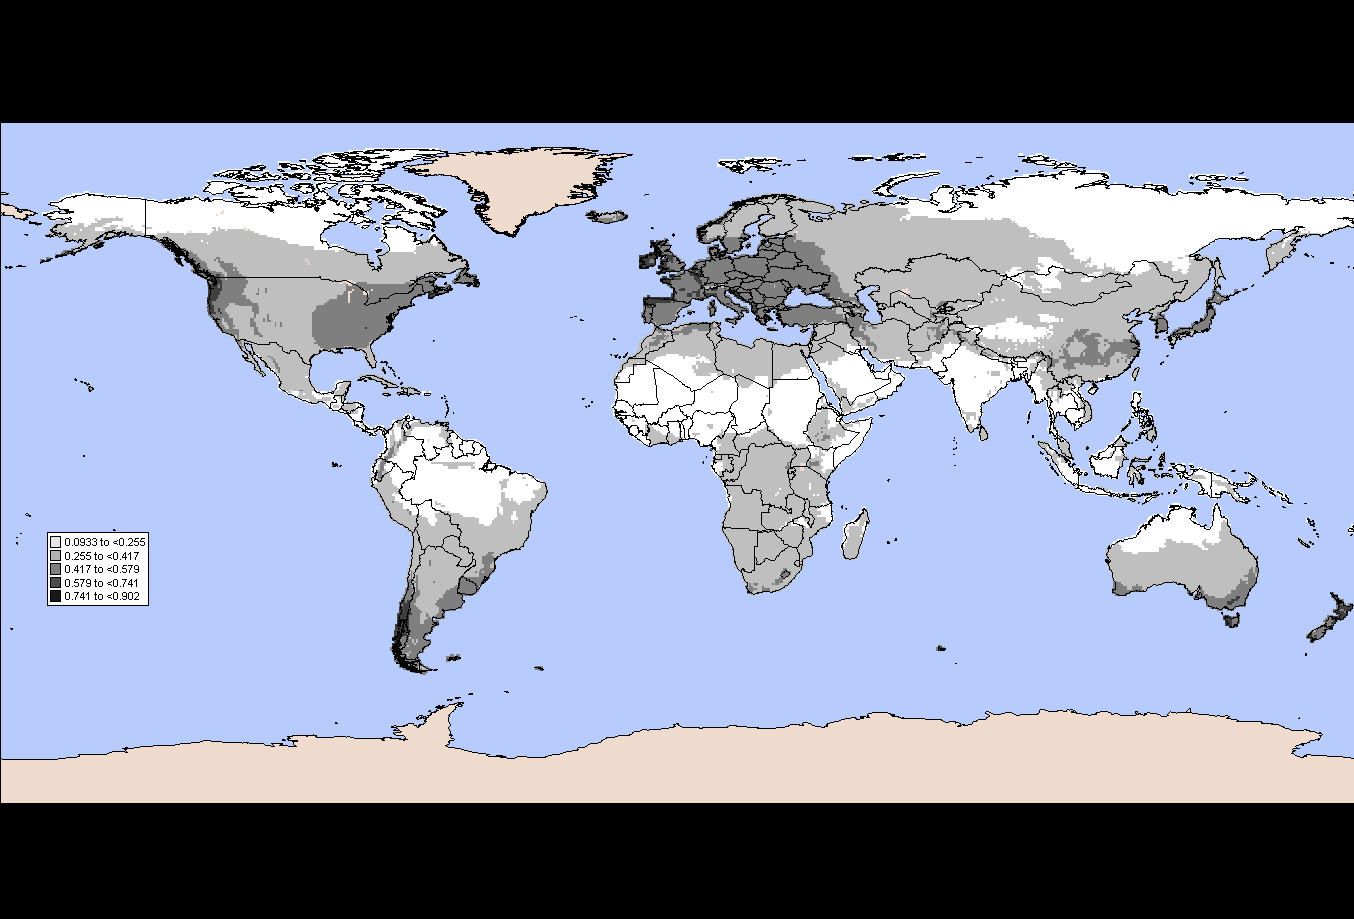 0.0933 to <0.255
0.255 to <0.417
0.417 to <0.579
0.579 to <0.741
0.741 to <0.902